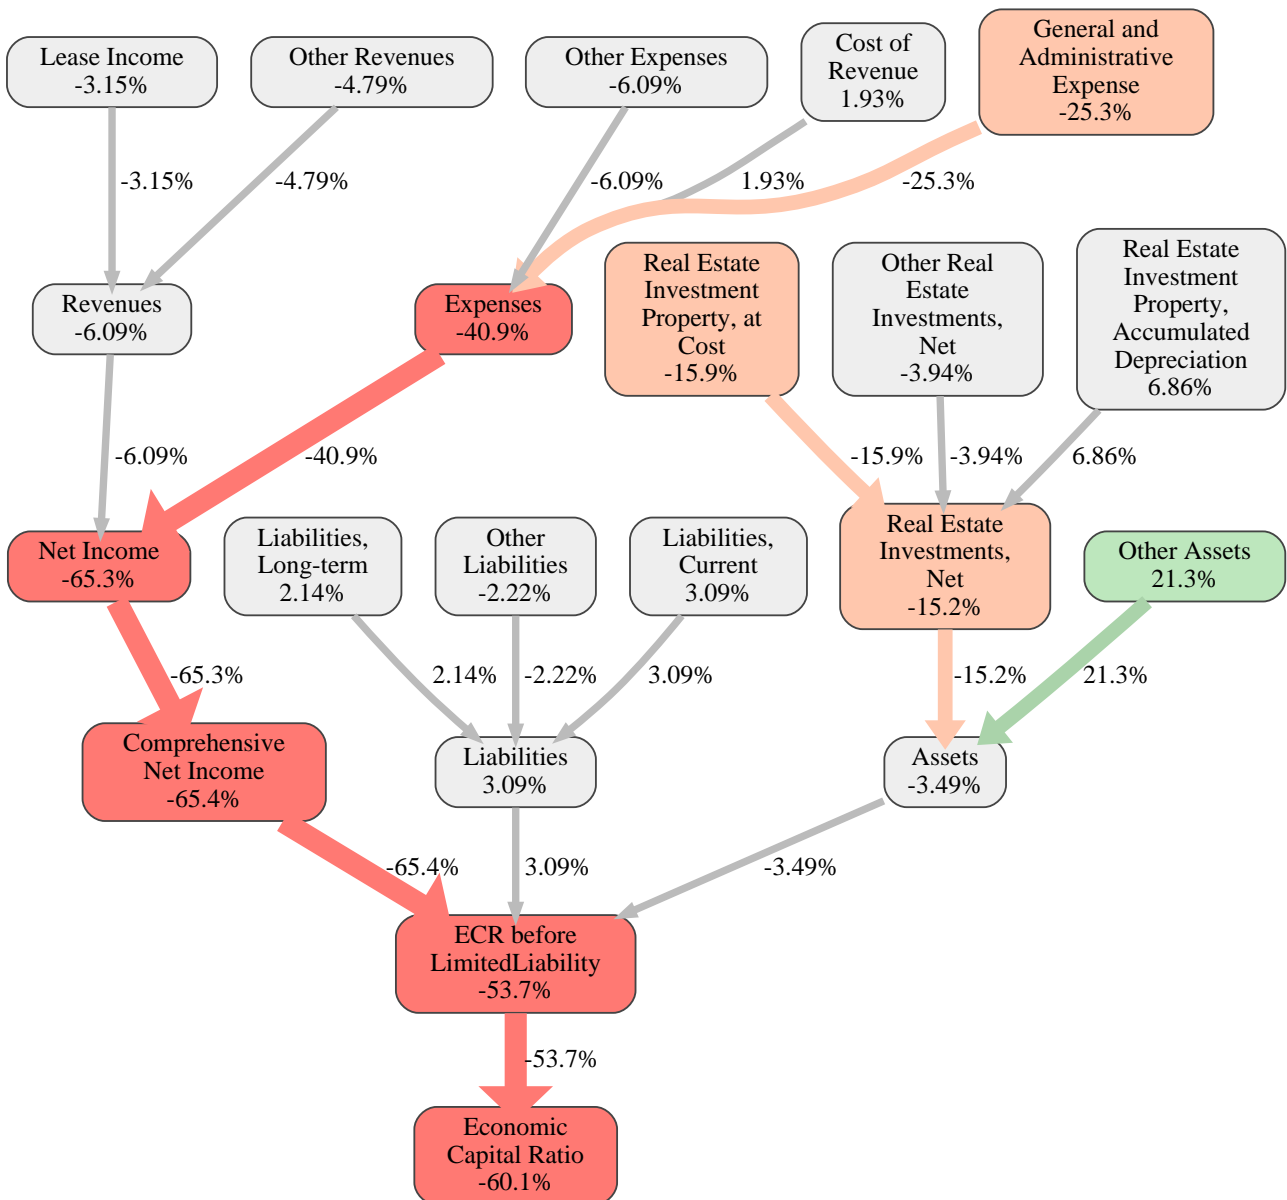 Lease Income
-3.15%
Other Revenues
-4.79%
Other Expenses
-6.09%
Cost of
Revenue
1.93%
General and
Administrative
Expense
-25.3%
-3.15%
-4.79%
-6.09%
1.93%
-25.3%
Revenues
-6.09%
Expenses
-40.9%
Real Estate
Investment
Property, at
Cost
-15.9%
Other Real
Estate
Investments,
Net
-3.94%
Real Estate
Investment
Property,
Accumulated
Depreciation
6.86%
-6.09%
-40.9%
-15.9%
-3.94%
6.86%
Net Income
-65.3%
Liabilities,
Long-term
2.14%
Other
Liabilities
-2.22%
Liabilities,
Current
3.09%
Real Estate
Investments,
Net
-15.2%
Other Assets
21.3%
-65.3%
2.14%
-2.22%
3.09%
-15.2%
21.3%
Comprehensive
Net Income
-65.4%
Liabilities
3.09%
Assets
-3.49%
-65.4%
3.09%
-3.49%
ECR before
LimitedLiability
-53.7%
-53.7%
Economic
Capital Ratio
-60.1%